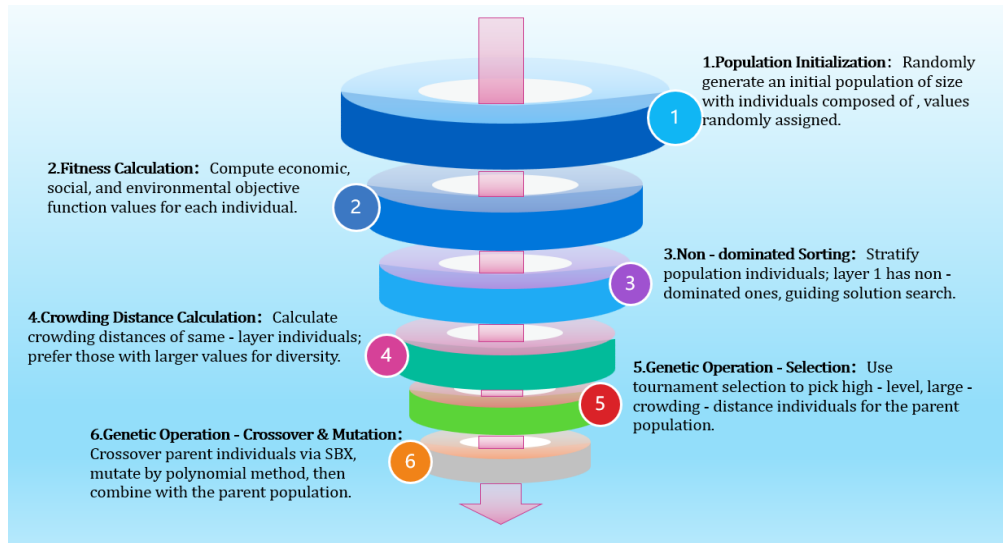 1.Population Initialization: Randomly
generate an initial population of size
with individuals composed of , values
randomly assigned.
1
2.Fitness Calculation: Compute economic,
social, and environmental objective
function values for each individual.
2
3.Non - dominated Sorting: Stratify
population individuals; layer 1 has non -
dominated ones, guiding solution search.
3
4.Crowding Distance Calculation: Calculate
crowding distances of same - layer individuals;
prefer those with larger values for diversity.
4
5.Genetic Operation - Selection: Use
tournament selection to pick high - level, large -
crowding - distance individuals for the parent
population.
5
6.Genetic Operation - Crossover & Mutation:
Crossover parent individuals via SBX,
mutate by polynomial method, then
combine with the parent population.
6